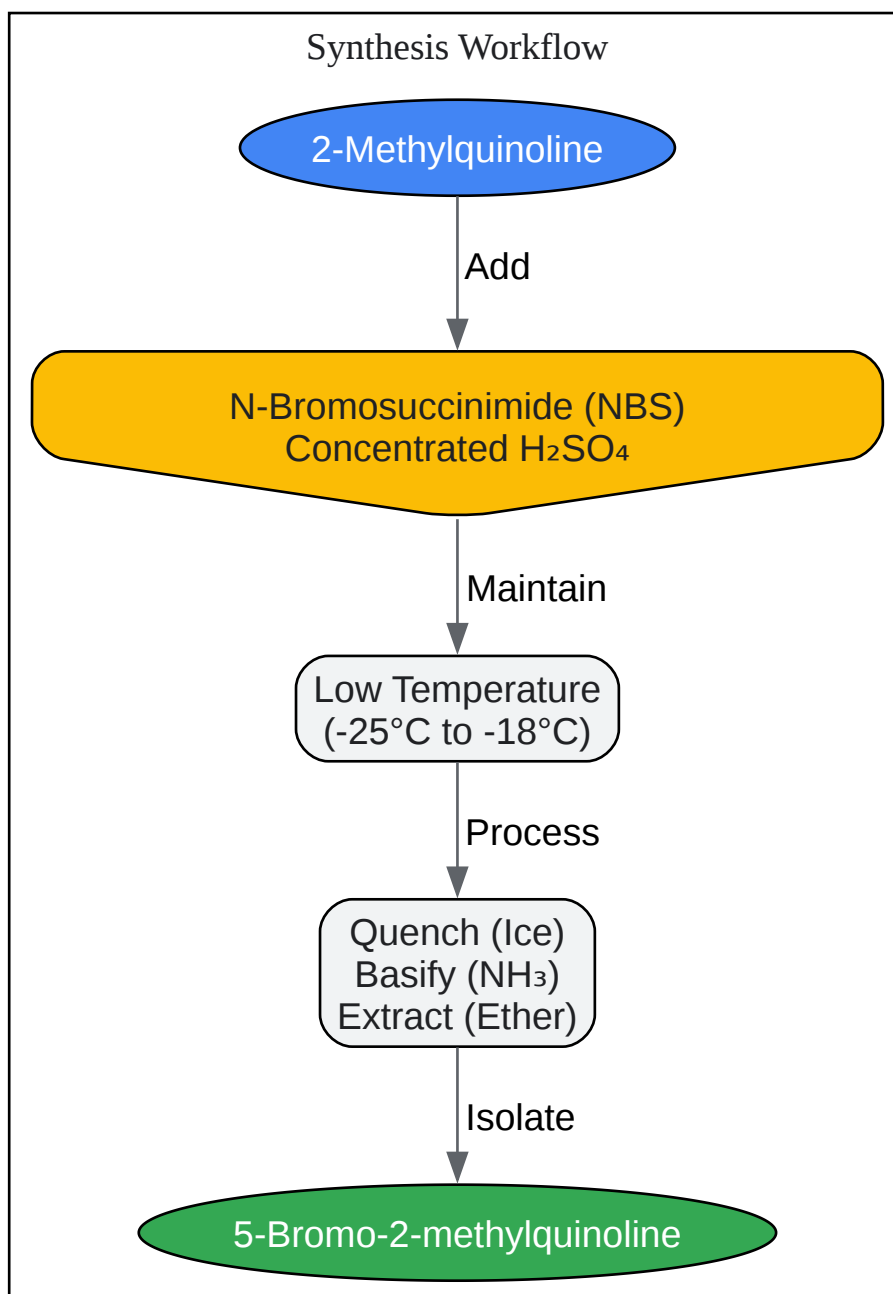 Synthesis Workflow
2-Methylquinoline
Add
N-Bromosuccinimide (NBS)
Concentrated H₂SO₄
Maintain
Low Temperature
(-25°C to -18°C)
Process
Quench (Ice)
Basify (NH₃)
Extract (Ether)
Isolate
5-Bromo-2-methylquinoline